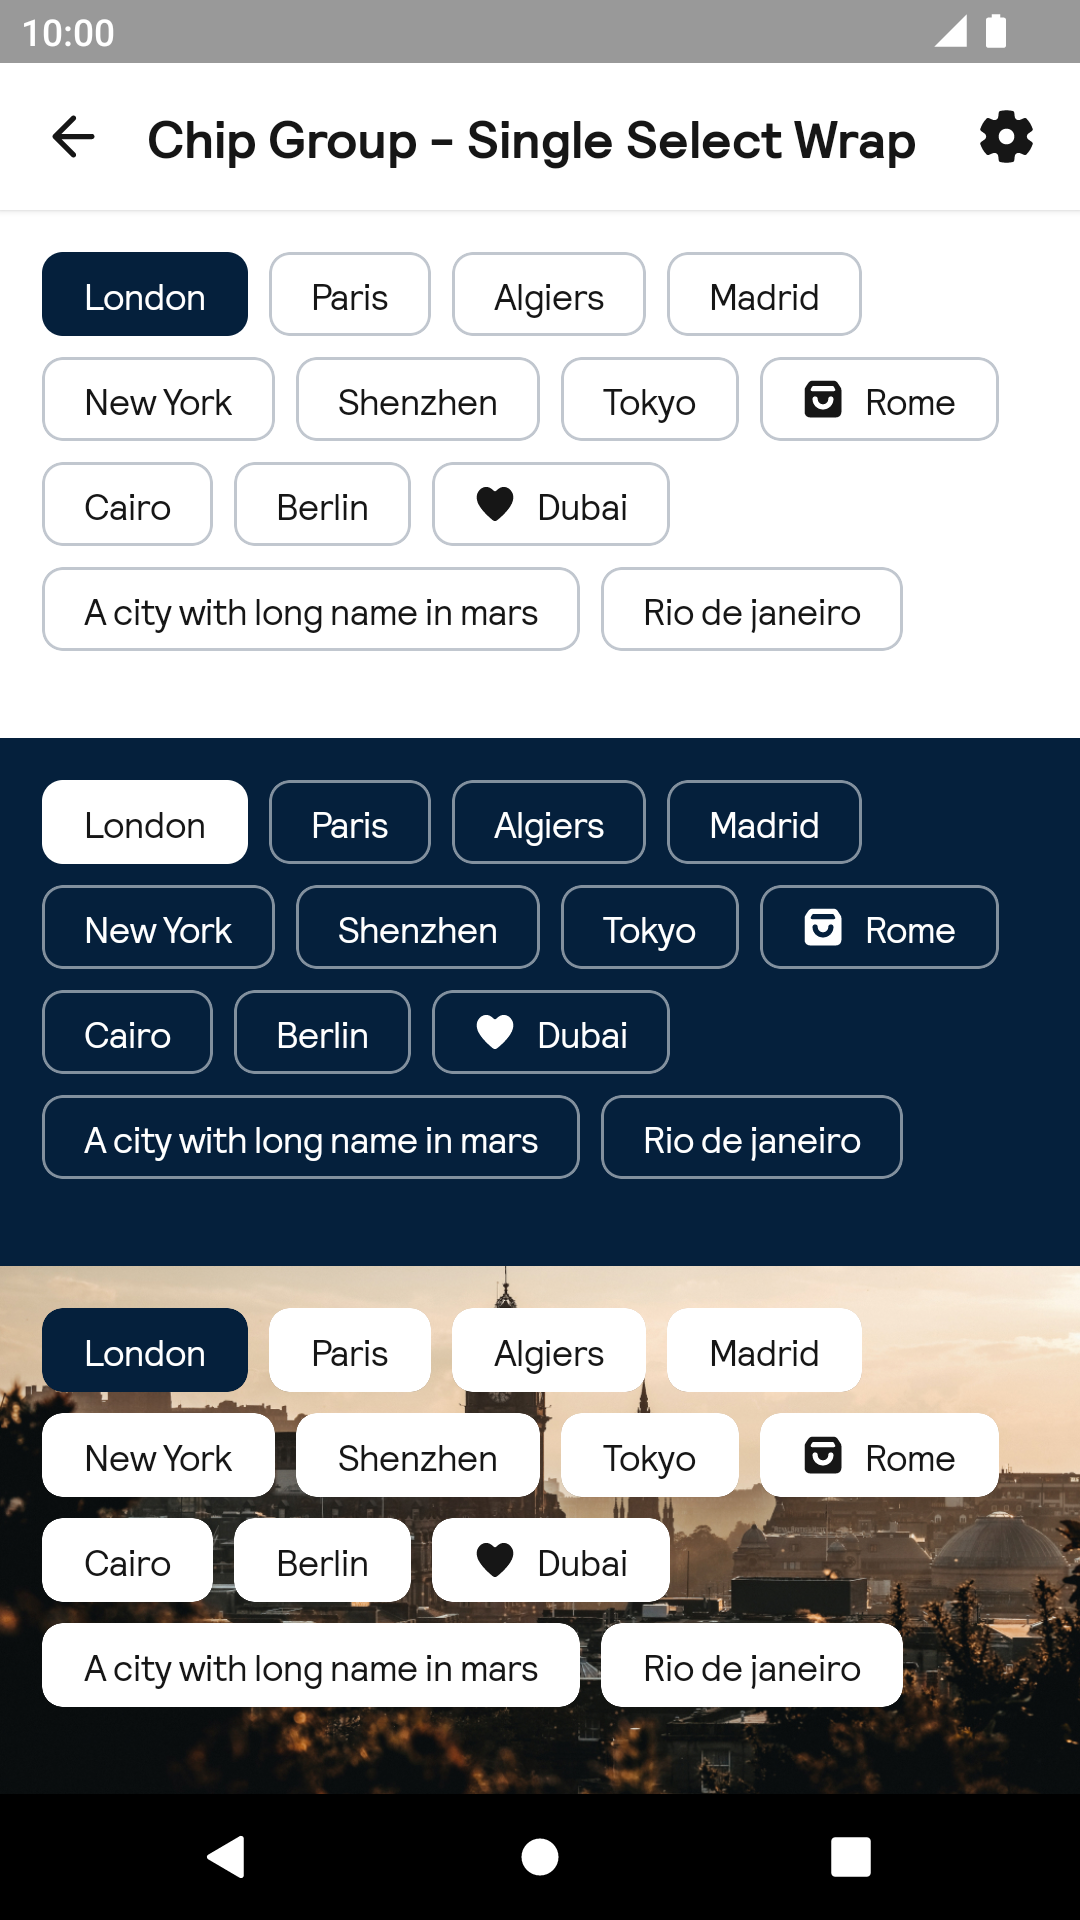 10:00
Chip Group - Single Select Wrap
London Paris Algiers Madrid
New York Shenzhen Tokyo Rome
Cairo Berlin Dubai
A city with long name in mars Rio de janeiro
London Paris Algiers Madrid
New York Shenzhen Tokyo Rome
Cairo Berlin Dubai
A city with long name in mars Rio de janeiro
London Paris Algiers Madrid
New York Shenzhen Tokyo Rome
Cairo Berlin Dubai
A city with long name in mars Rio de janeiro